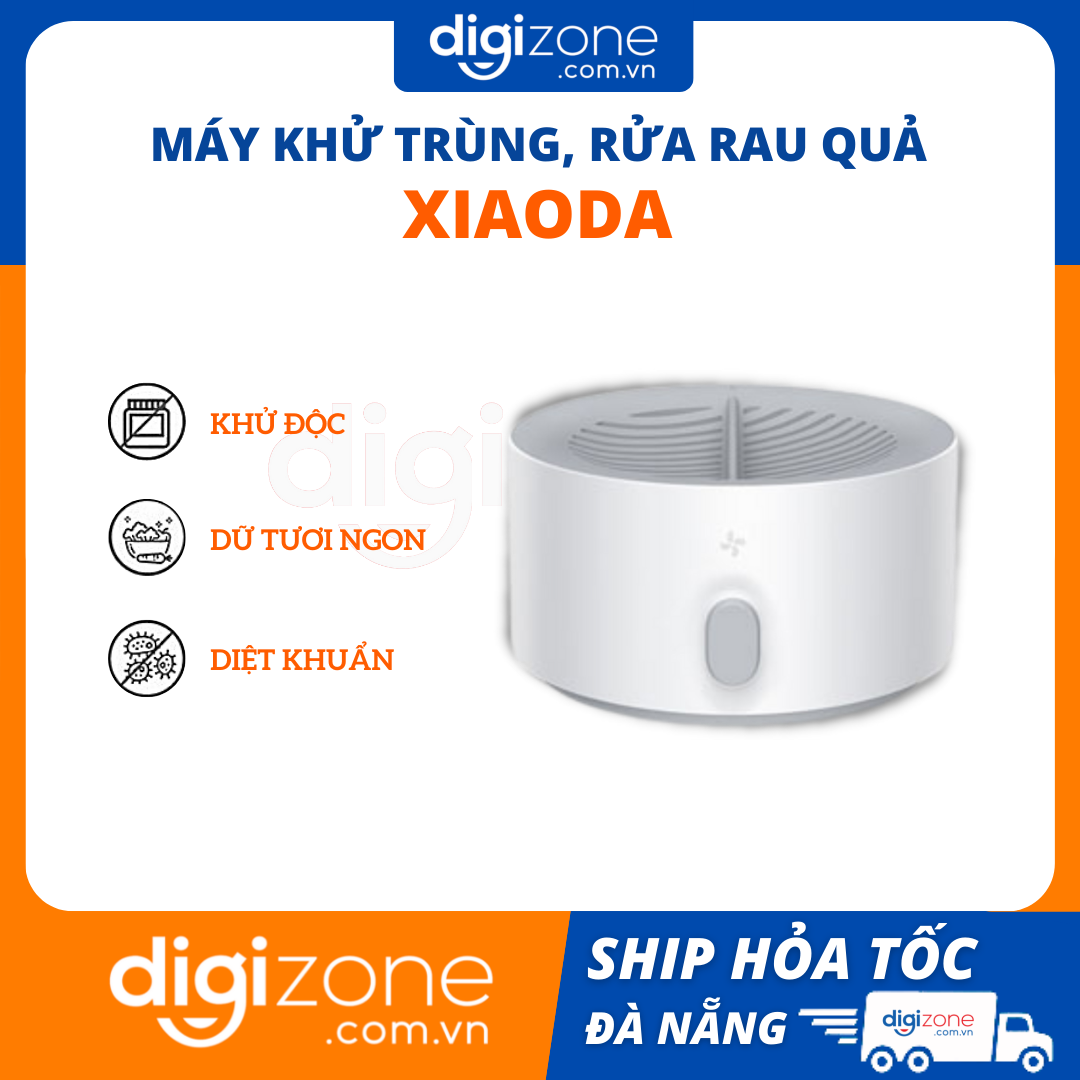 digizone
.com.vn
MÁY KHỬ TRÙNG, RỬA RAU QUẢ
XIAODA
KHỬ ĐỘC
digiz
DỮ TƯƠI NGON
DIỆT KHUẨN
digizone
.com.vn
SHIP HỎA TỐC
ĐÀ NẴNG
digizone
.com.vn